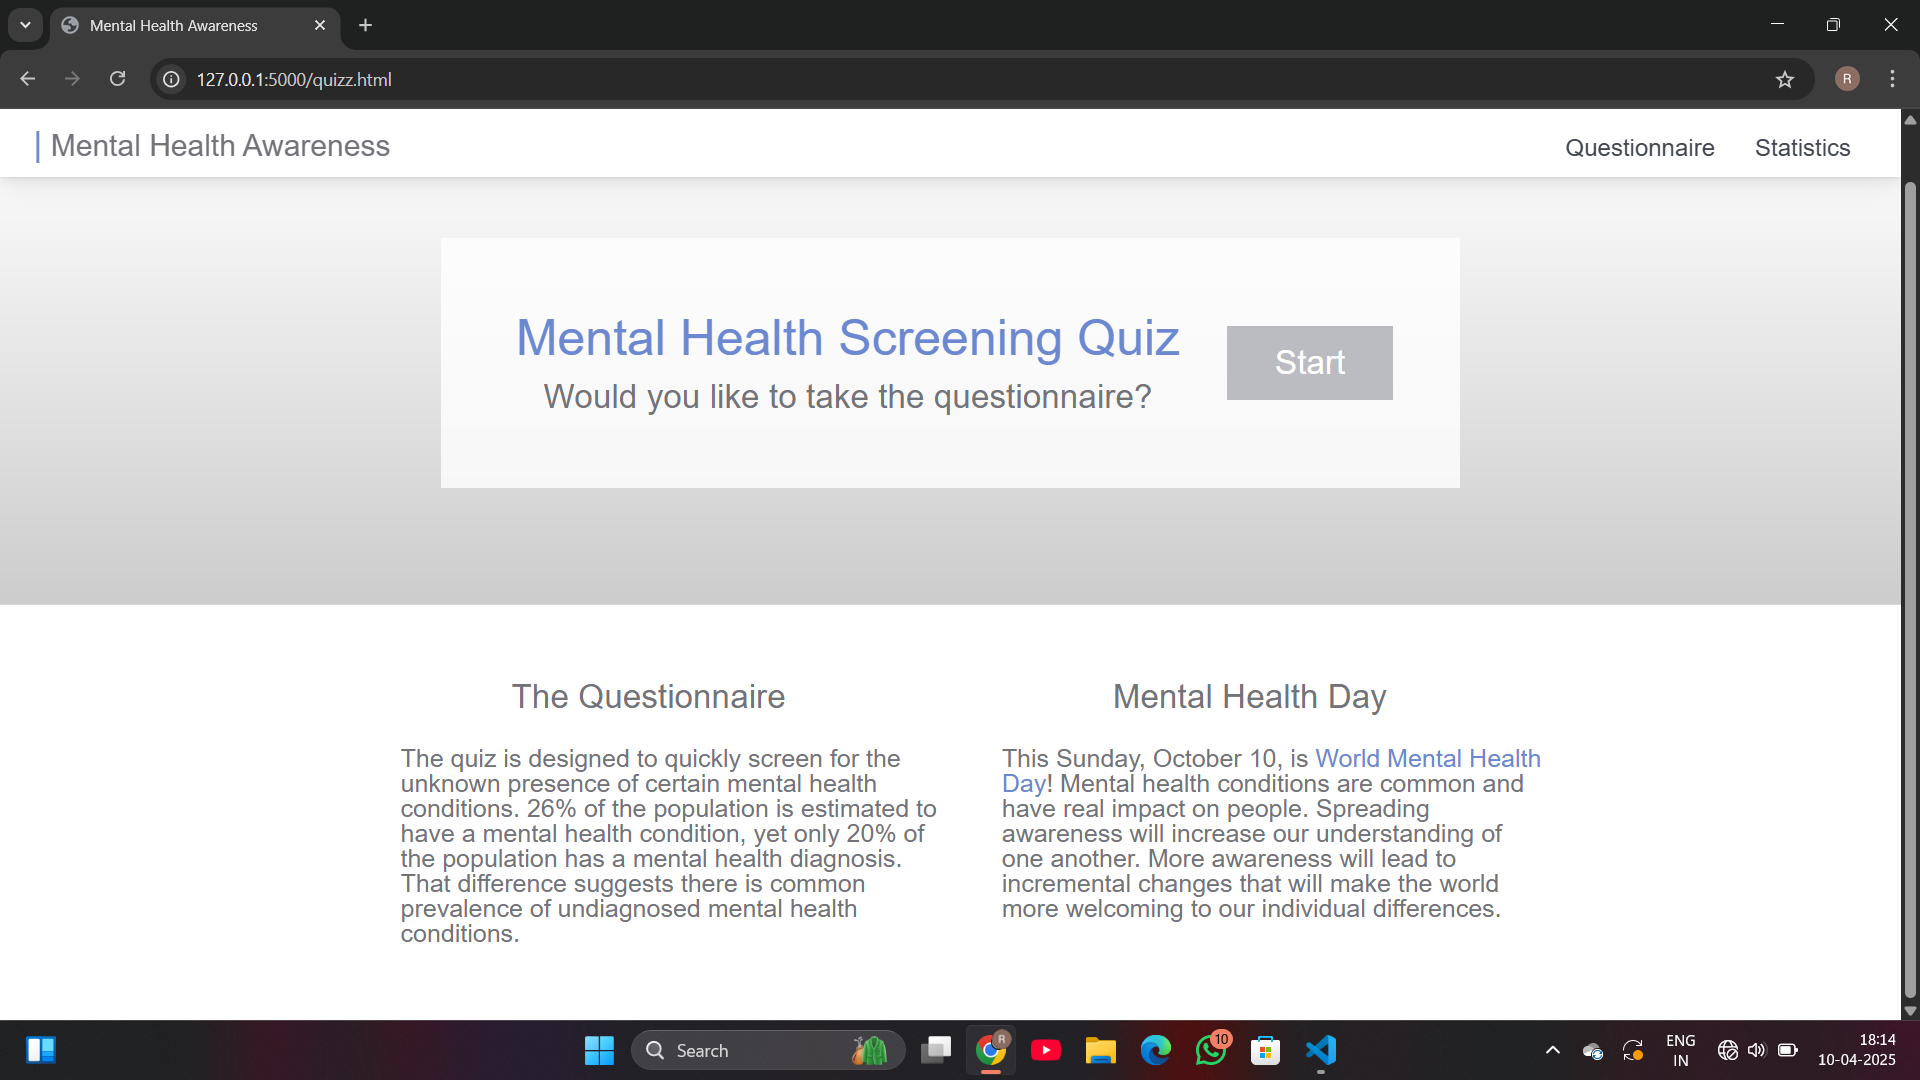 Mental Health Awareness
127.0.0.1:5000/quizz.html
R
Mental Health Awareness
Questionnaire
Statistics
Mental Health Screening Quiz
Would you like to take the questionnaire?
Start
The Questionnaire
The quiz is designed to quickly screen for the
unknown presence of certain mental health
conditions. 26% of the population is estimated to
have a mental health condition, yet only 20% of
the population has a mental health diagnosis.
That difference suggests there is common
prevalence of undiagnosed mental health
conditions.
Mental Health Day
This Sunday, October 10, is World Mental Health
Day! Mental health conditions are common and
have real impact on people. Spreading
awareness will increase our understanding of
one another. More awareness will lead to
incremental changes that will make the world
more welcoming to our individual differences.
Search
R
10
ENG
IN
18:14
10-04-2025